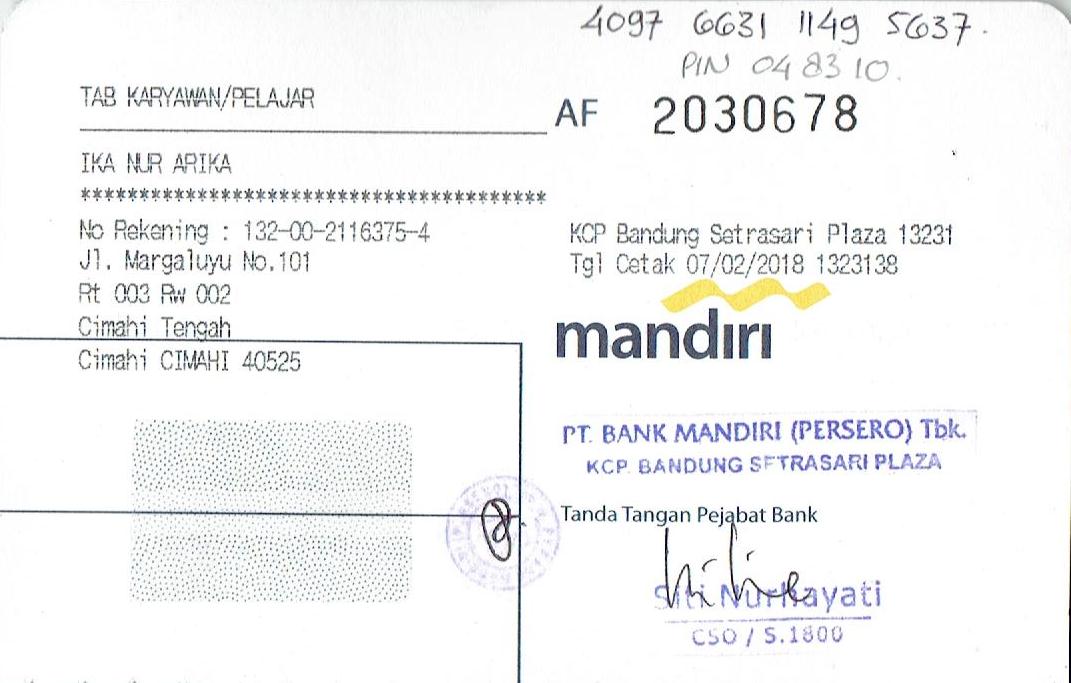 4097 6631 1149 5637.
PIN 048310.
TAB KARYAWAN/PELAJAR
AF 2030678
IKA NUR ARIKA
***************************************
No Rekening : 132-00-2116375-4
Jl. Margaluyu No.101
Rt 003 Rw 002
Cimahi Tengah
Cimahi CIMAHI 40525
KCP Bandung Setrasari Plaza 13231
Tgl Cetak 07/02/2018 1323138
mandiri
PT. BANK MANDIRI (PERSERO) Tbk.
KCP. BANDUNG SETRASARI PLAZA
Tanda Tangan Pejabat Bank
Siti Nurhayati
CSO / S.1800